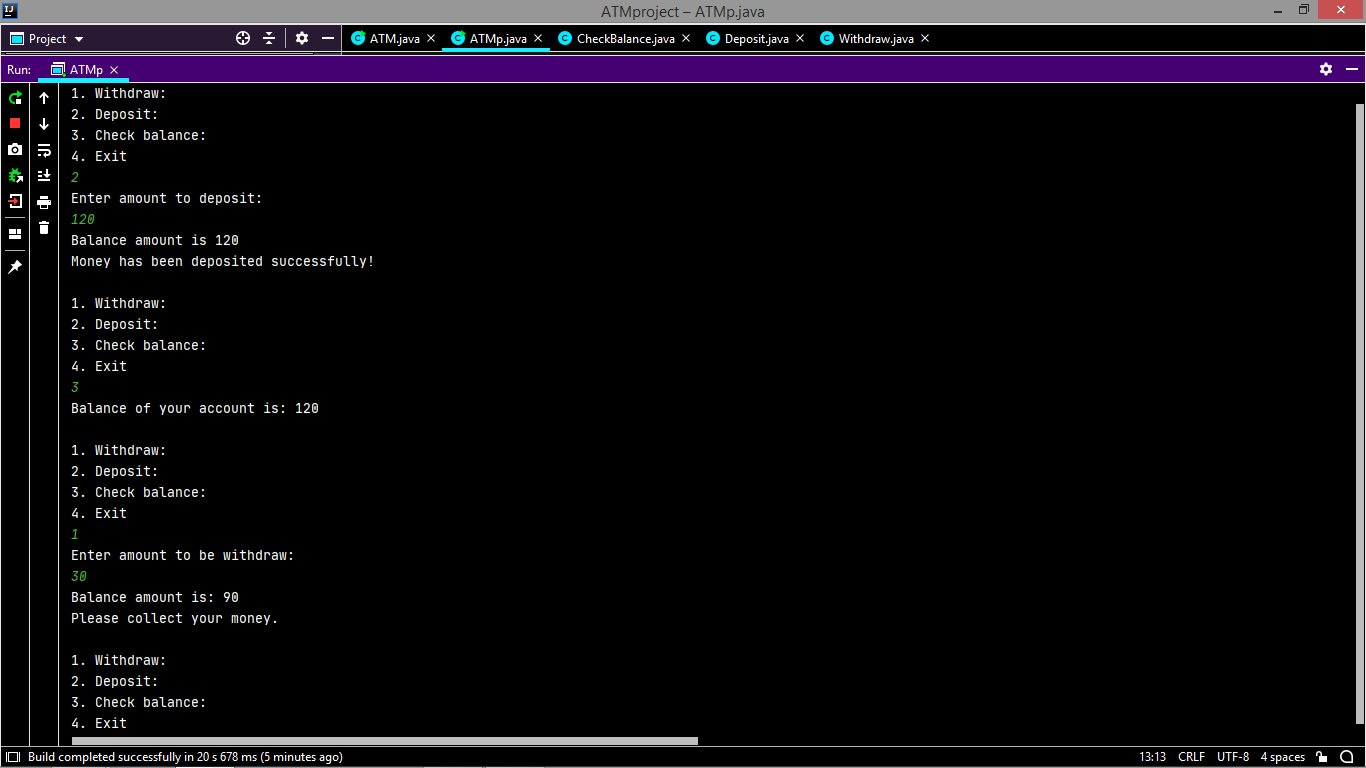 IJ
ATMproject – ATMp.java
Project
C ATM.java
C ATMp.java
C CheckBalance.java
C Deposit.java
C Withdraw.java
Run: ATMp
1. Withdraw:
2. Deposit:
3. Check balance:
4. Exit
2
Enter amount to deposit:
120
Balance amount is 120
Money has been deposited successfully!
1. Withdraw:
2. Deposit:
3. Check balance:
4. Exit
3
Balance of your account is: 120
1. Withdraw:
2. Deposit:
3. Check balance:
4. Exit
1
Enter amount to be withdraw:
30
Balance amount is: 90
Please collect your money.
1. Withdraw:
2. Deposit:
3. Check balance:
4. Exit
Build completed successfully in 20 s 678 ms (5 minutes ago)
13:13 CRLF UTF-8 4 spaces